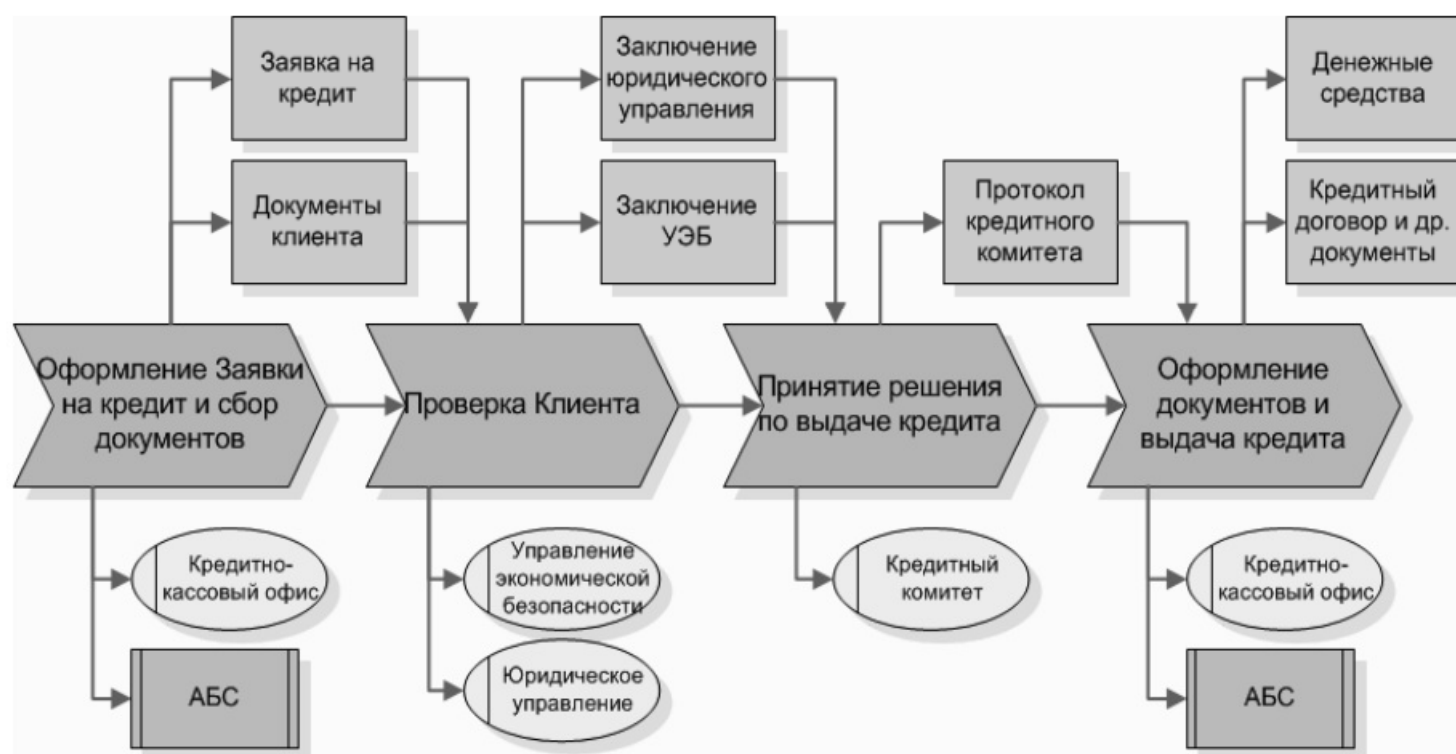 Заявка на
кредит
Заключение
юридического
управления
Денежные
средства
Документы
клиента
Заключение
УЭБ
Протокол
кредитного
комитета
Кредитный
договор и др.
документы
Оформление Заявки
на кредит и сбор
документов
Проверка Клиента
Принятие решения
по выдаче кредита
Оформление
документов и
выдача кредита
Кредитно-
кассовый офис
Управление
экономической
безопасности
Кредитный
комитет
Кредитно-
кассовый офис
АБС
Юридическое
управление
АБС